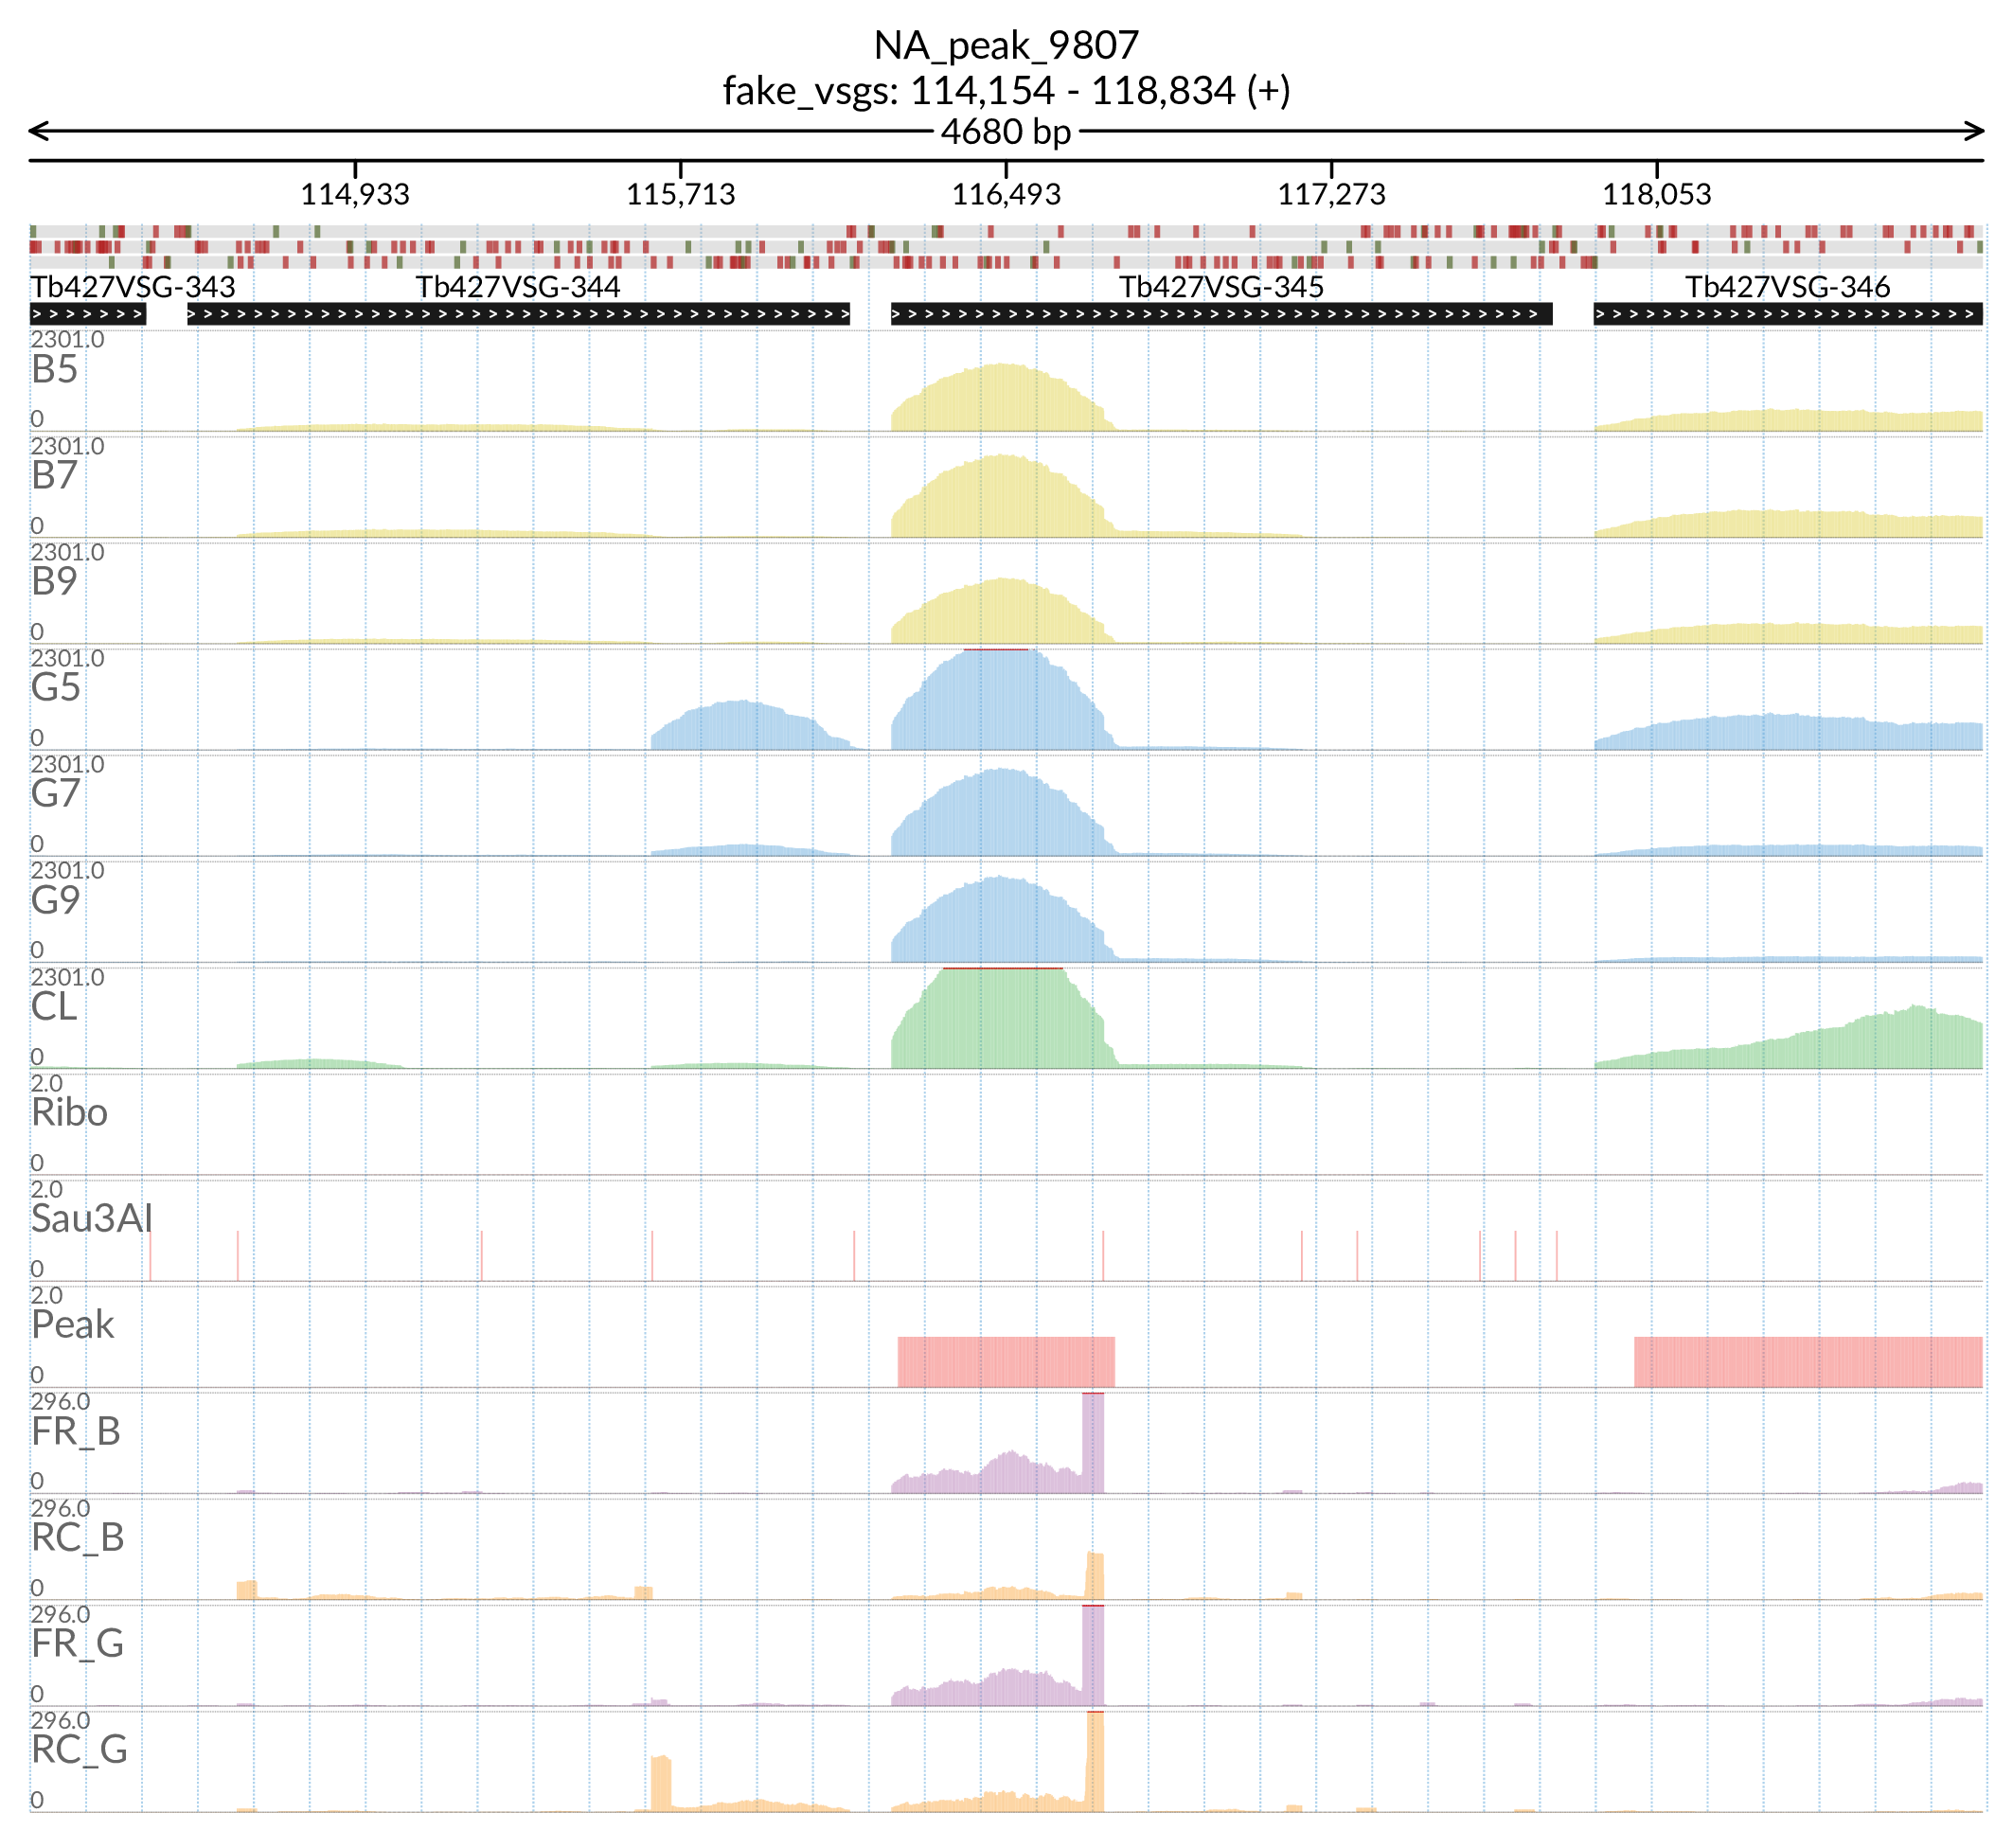 NA_peak_9807
fake_vsgs: 114,154 - 118,834 (+)
4680 bp
114,933 115,713 116,493 117,273 118,053
Tb427VSG-343 Tb427VSG-344 Tb427VSG-345 Tb427VSG-346
2301.0
B5
0
2301.0
B7
0
2301.0
B9
0
2301.0
G5
0
2301.0
G7
0
2301.0
G9
0
2301.0
CL
0
2.0
Ribo
0
2.0
Sau3AI
0
2.0
Peak
0
296.0
FR_B
0
296.0
RC_B
0
296.0
FR_G
0
296.0
RC_G
0